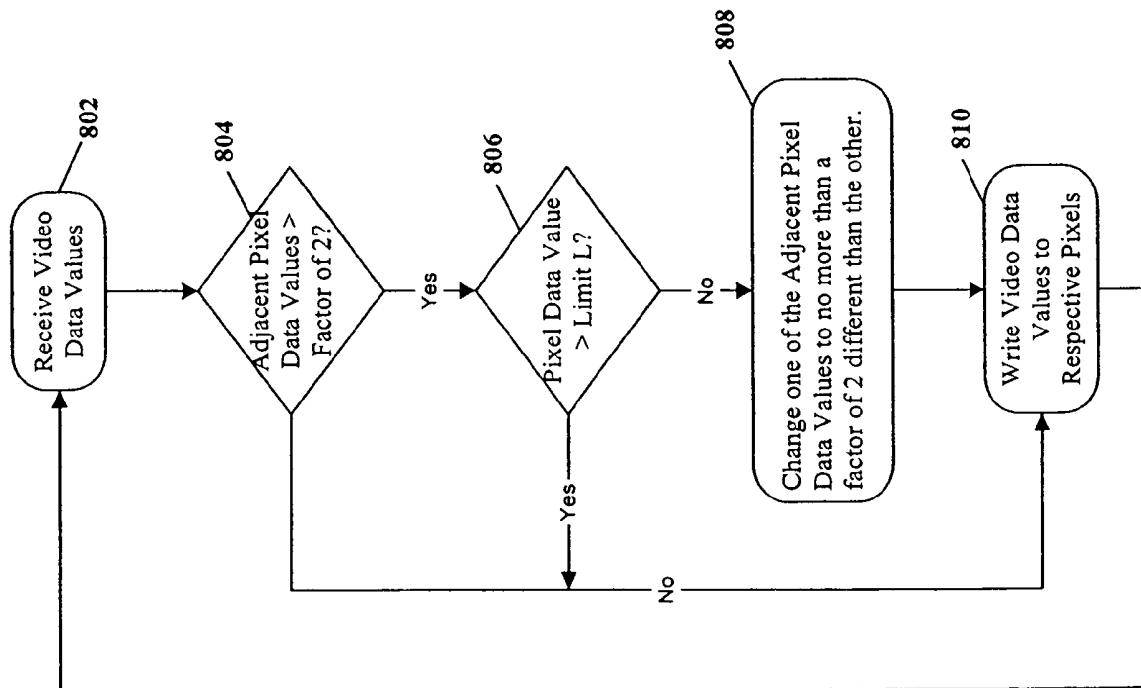 802
Receive Video
Data Values
804
Adjacent Pixel
Data Values >
Factor of 2?
Yes
806
Pixel Data Value
> Limit L?
Yes
No
808
Change one of the Adjacent Pixel
Data Values to no more than a
factor of 2 different than the other.
No
810
Write Video Data
Values to
Respective Pixels